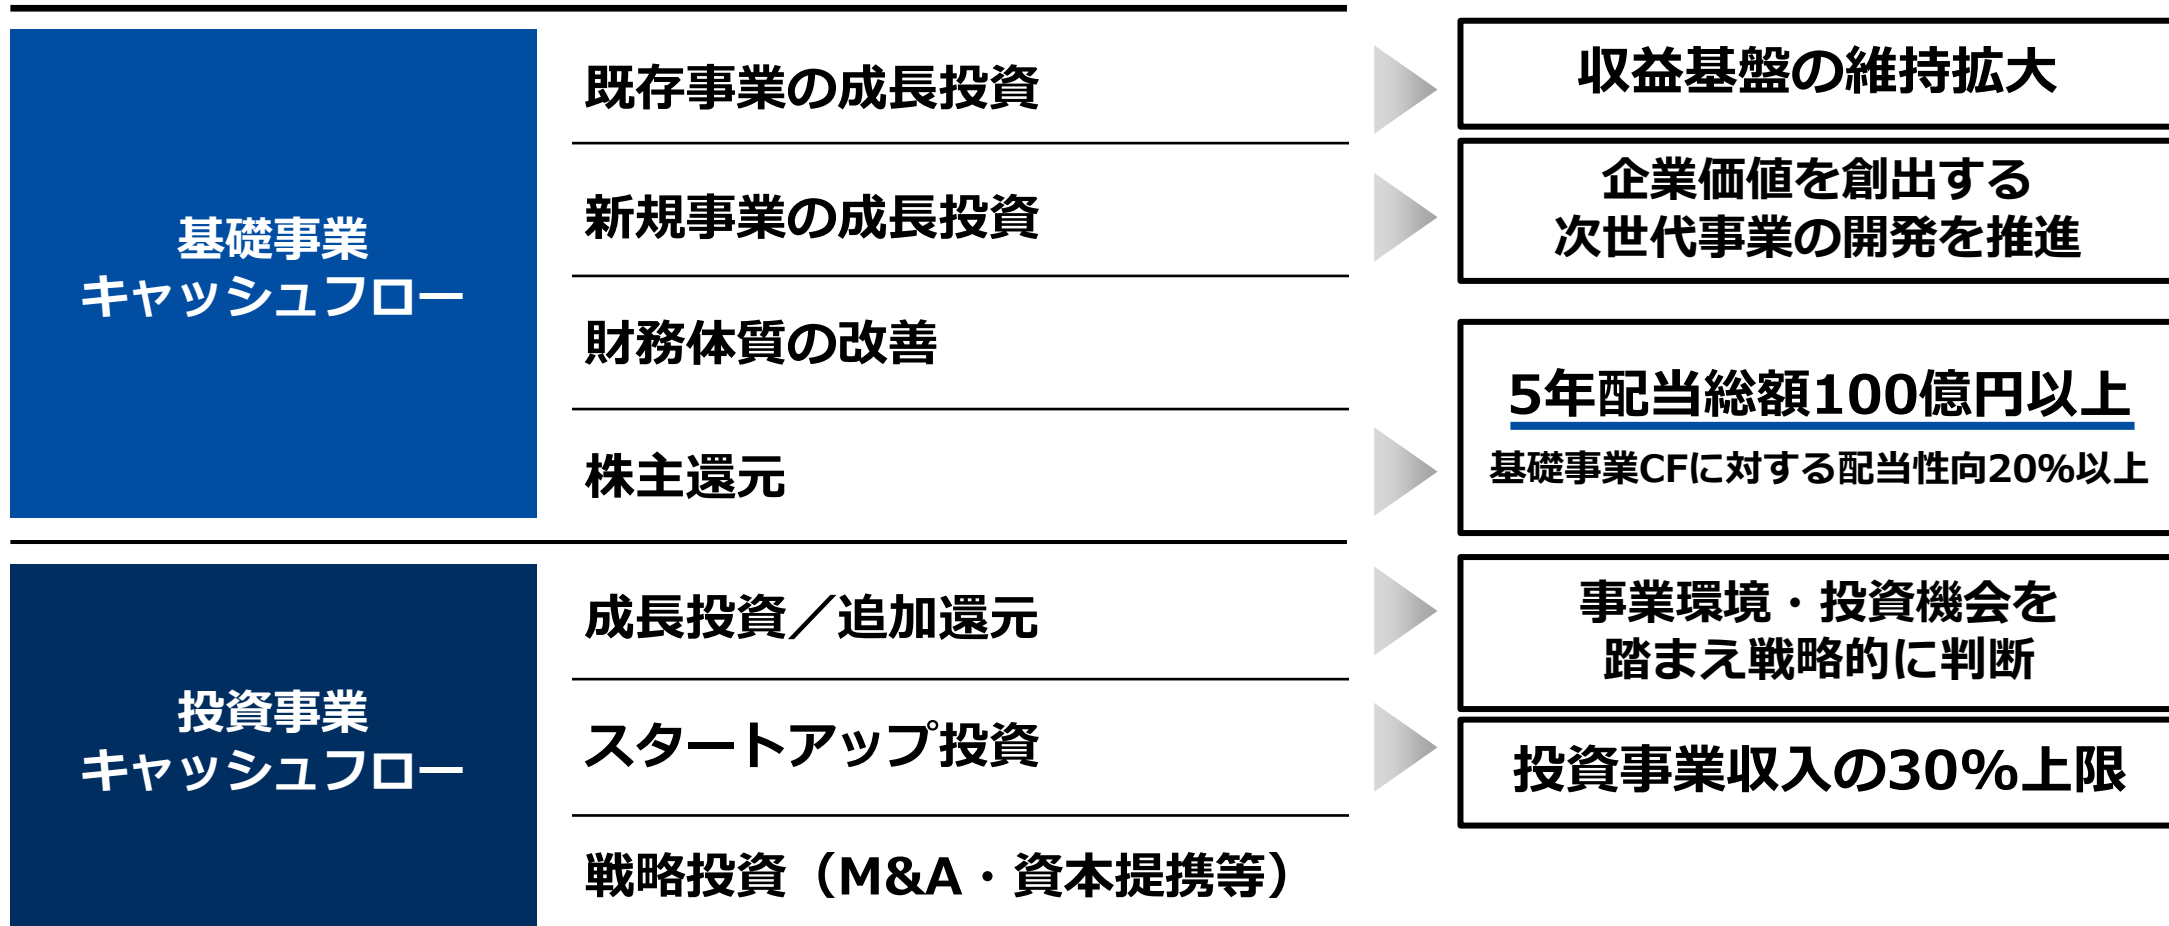 基礎事業
キャッシュフロー
既存事業の成長投資
収益基盤の維持拡大
新規事業の成長投資
企業価値を創出する
次世代事業の開発を推進
財務体質の改善
株主還元
5年配当総額100億円以上
基礎事業CFに対する配当性向20%以上
投資事業
キャッシュフロー
成長投資／追加還元
事業環境・投資機会を
踏まえ戦略的に判断
スタートアップ投資
投資事業収入の30%上限
戦略投資（M&A・資本提携等）